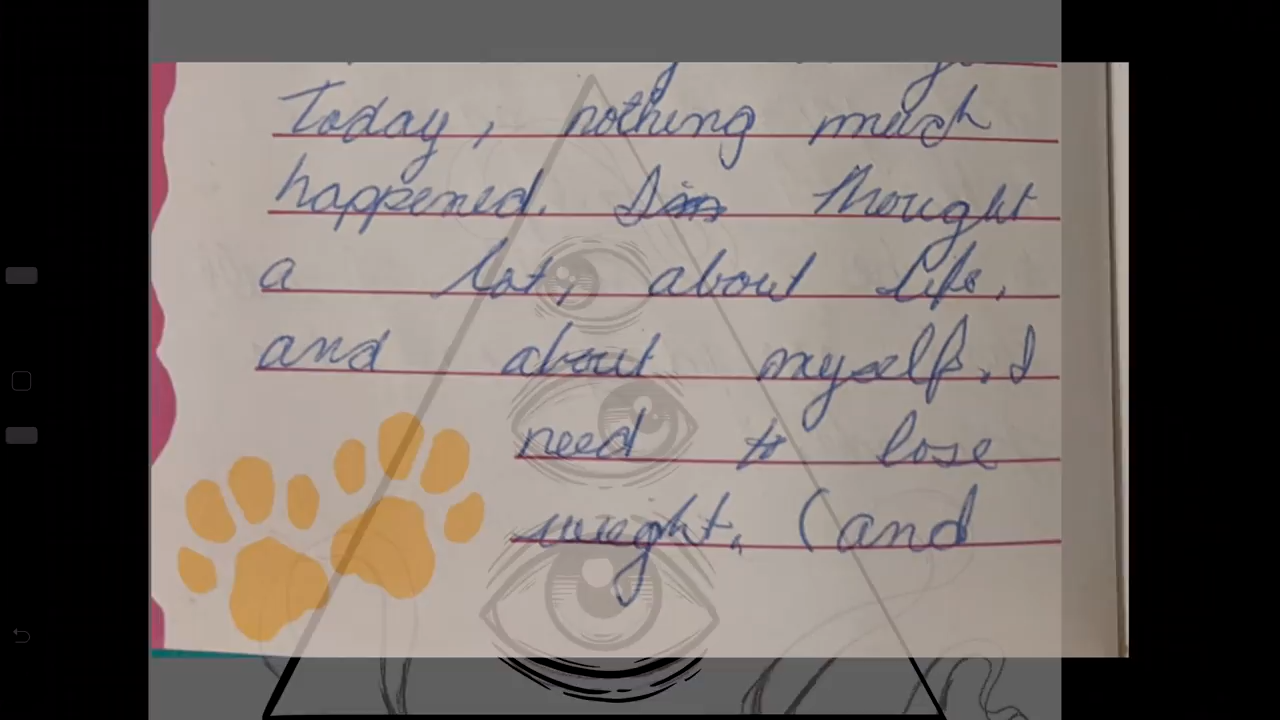 Today, nothing much
happened. I thought
a lot, about life,
and about myself. I
need to lose
weight. (and